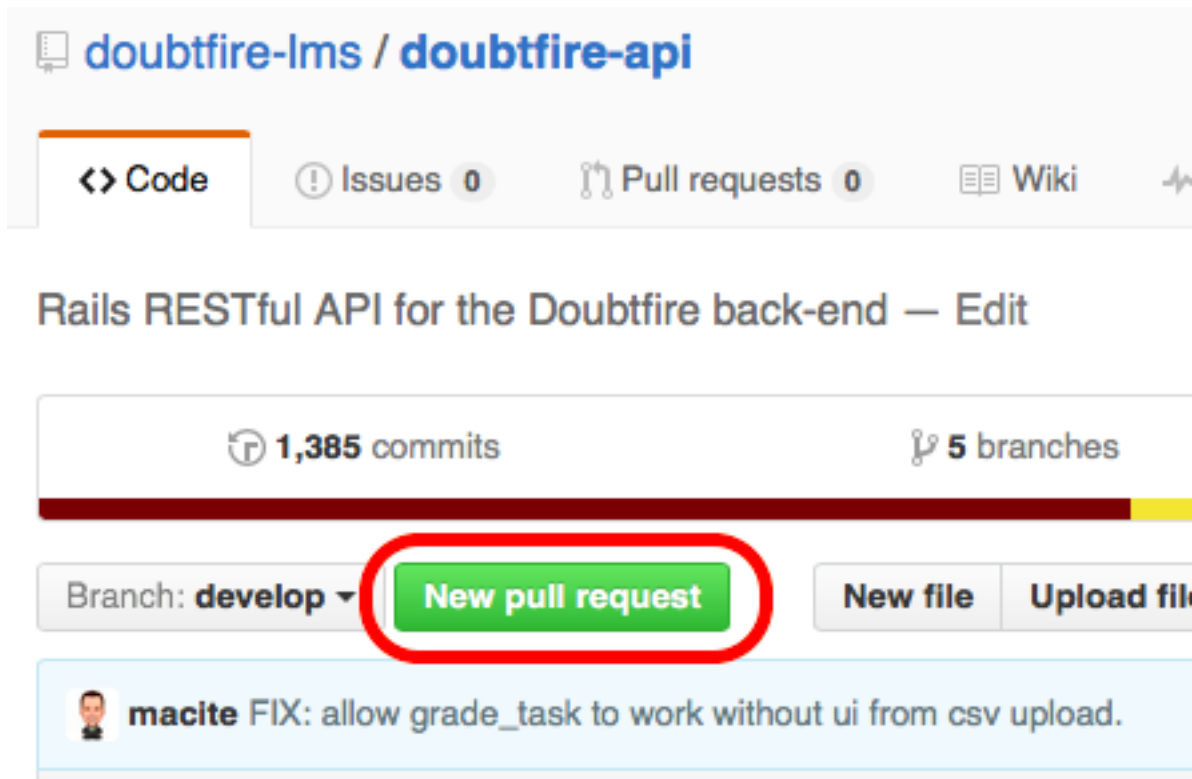 doubtfire-lms / doubtfire-api
<> Code Issues 0 Pull requests 0 Wiki
Rails RESTful API for the Doubtfire back-end — Edit
1,385 commits 5 branches
Branch: develop New pull request New file Upload file
macite FIX: allow grade_task to work without ui from csv upload.